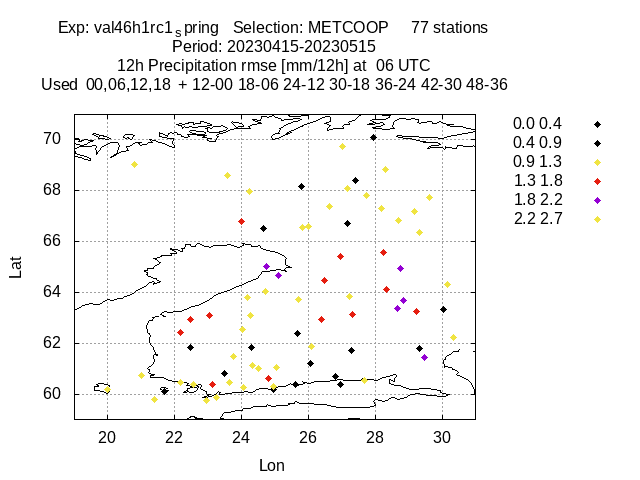 Exp: val46h1rc1spring Selection: METCOOP 77 stations
Period: 20230415-20230515
12h Precipitation rmse [mm/12h] at 06 UTC
Used 00,06,12,18 + 12-00 18-06 24-12 30-18 36-24 42-30 48-36
70
68
66
64
62
60
Lat
20 22 24 26 28 30
Lon
0.0 0.4
0.4 0.9
0.9 1.3
1.3 1.8
1.8 2.2
2.2 2.7